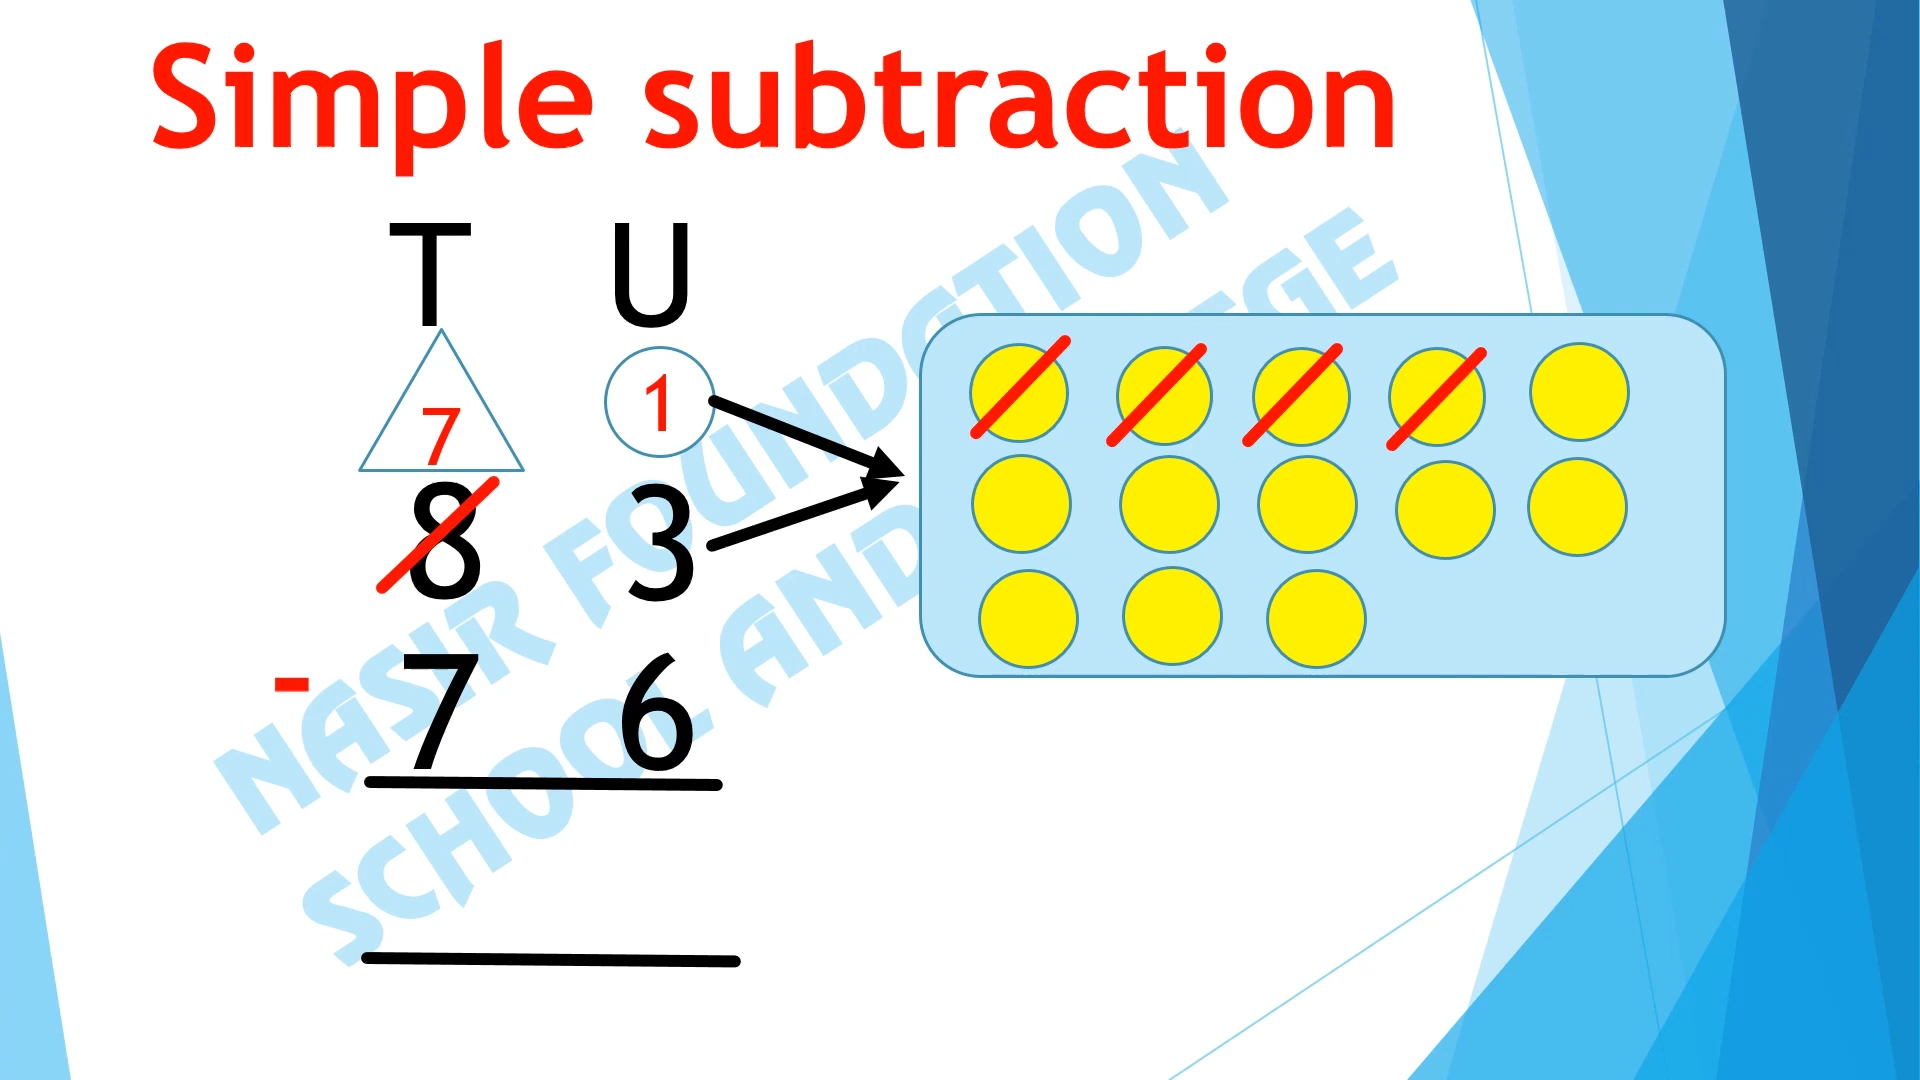 Simple subtraction
T U
7 1
8 3
- 7 6
NASIR FOUNDATION
SCHOOL AND